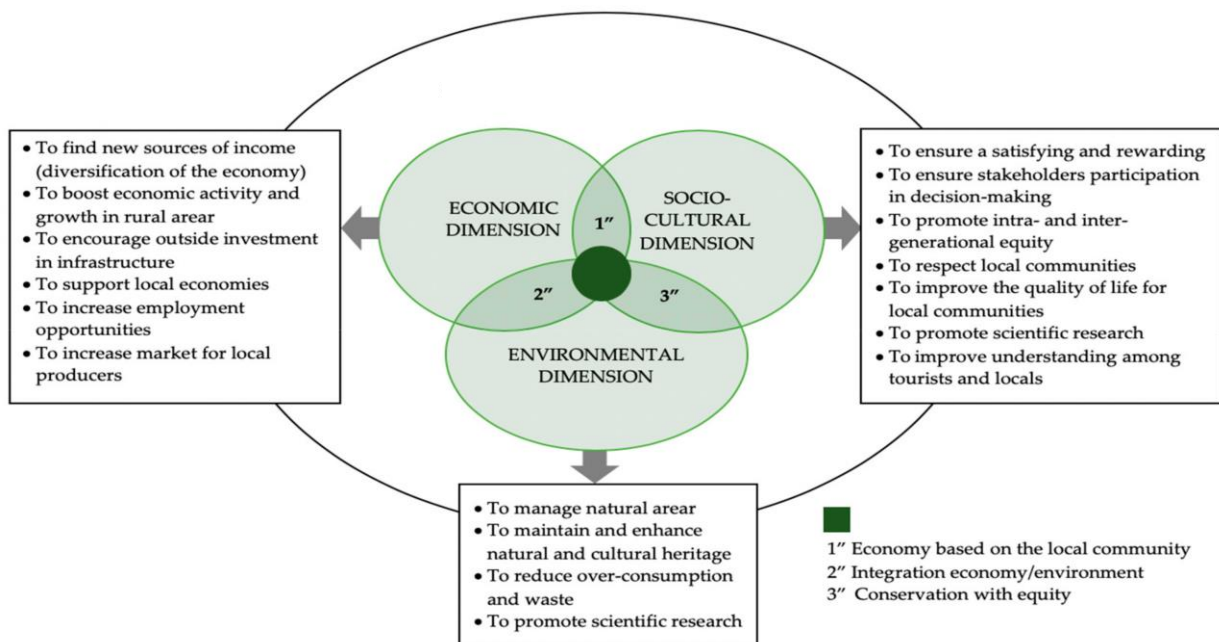 • To find new sources of income
(diversification of the economy)
• To boost economic activity and
growth in rural arear
• To encourage outside investment
in infrastructure
• To support local economies
• To increase employment
opportunities
• To increase market for local
producers
ECONOMIC
DIMENSION
1”
SOCIO-
CULTURAL
DIMENSION
2”
3”
ENVIRONMENTAL
DIMENSION
• To ensure a satisfying and rewarding
• To ensure stakeholders participation
in decision-making
• To promote intra- and inter-
generational equity
• To respect local communities
• To improve the quality of life for
local communities
• To promote scientific research
• To improve understanding among
tourists and locals
• To manage natural arear
• To maintain and enhance
natural and cultural heritage
• To reduce over-consumption
and waste
• To promote scientific research
1” Economy based on the local community
2” Integration economy/environment
3” Conservation with equity